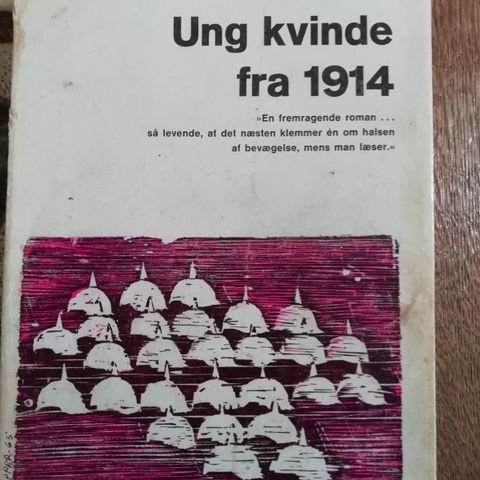 Ung kvinde
fra 1914
»En fremragende roman ...
så levende, at det næsten klemmer én om halsen
af bevægelse, mens man læser.«